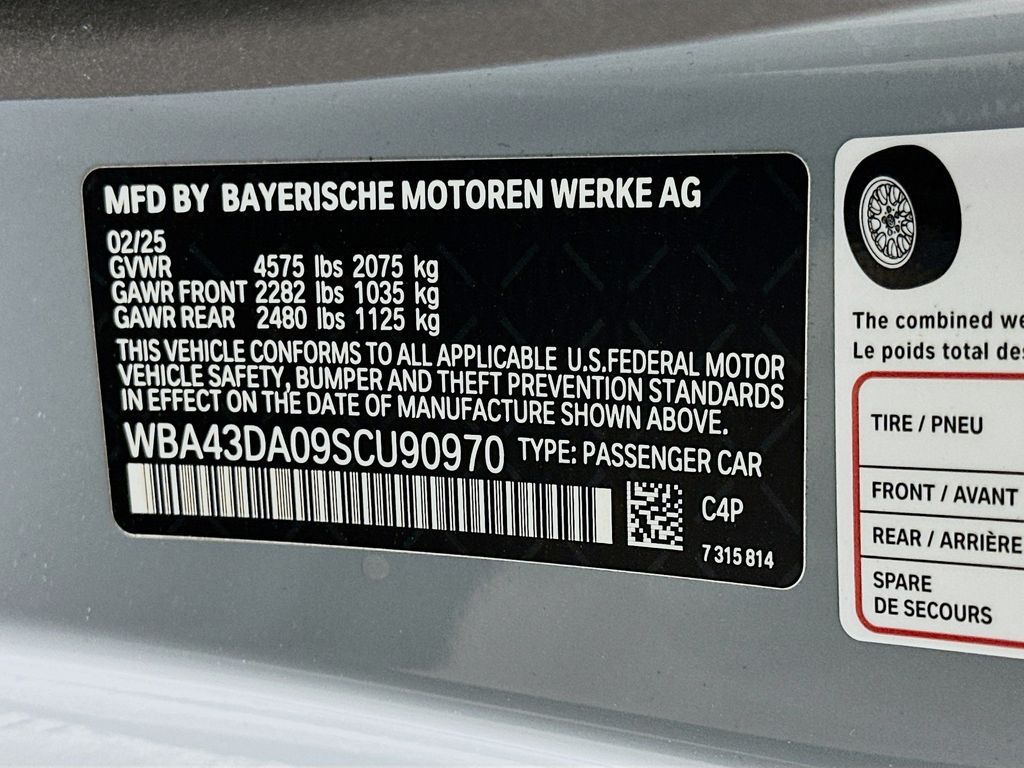 MFD BY BAYERISCHE MOTOREN WERKE AG
02/25
GVWR 4575 lbs 2075 kg
GAWR FRONT 2282 lbs 1035 kg
GAWR REAR 2480 lbs 1125 kg
THIS VEHICLE CONFORMS TO ALL APPLICABLE U.S.FEDERAL MOTOR
VEHICLE SAFETY, BUMPER AND THEFT PREVENTION STANDARDS
IN EFFECT ON THE DATE OF MANUFACTURE SHOWN ABOVE.
WBA43DA09SCU90970 TYPE: PASSENGER CAR
C4P
7 315 814
The combined
Le poids total
TIRE / PNEU
FRONT / AVANT
REAR / ARRIÈRE
SPARE
DE SECOURS